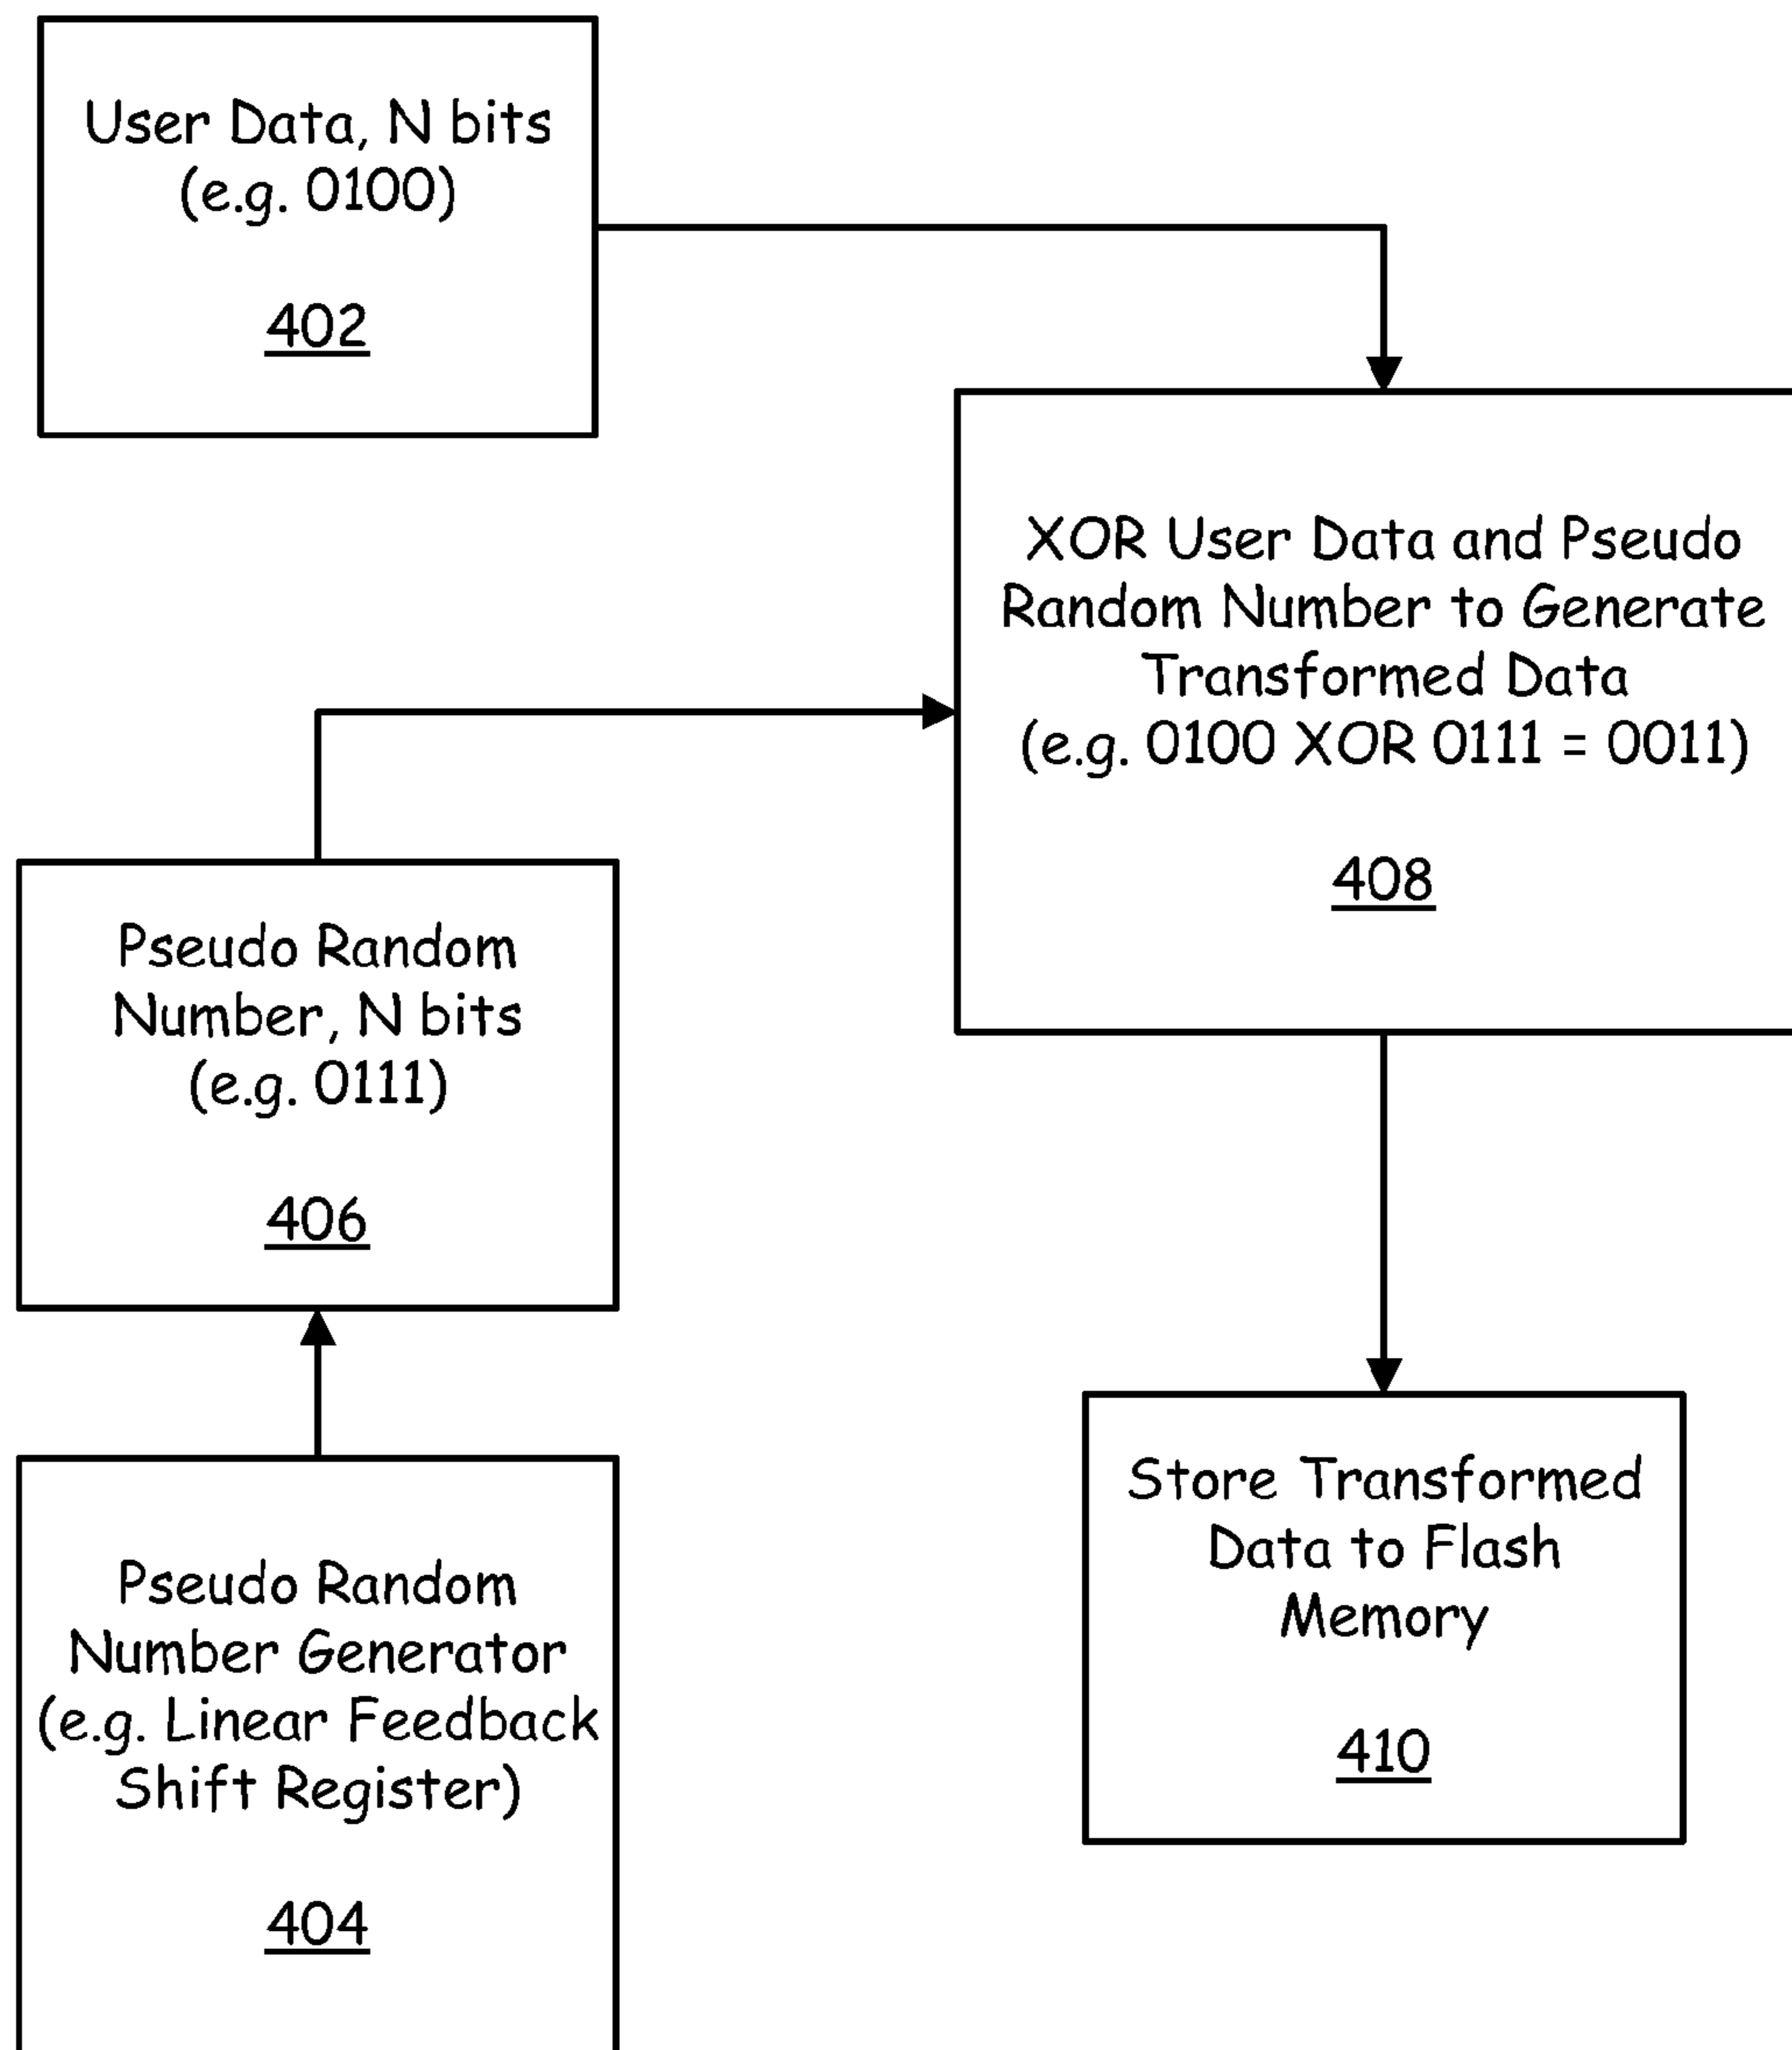 User Data, N bits
(e.g. 0100)
402
XOR User Data and Pseudo
Random Number to Generate
Transformed Data
(e.g. 0100 XOR 0111 = 0011)
408
Pseudo Random
Number, N bits
(e.g. 0111)
406
Pseudo Random
Number Generator
(e.g. Linear Feedback
Shift Register)
404
Store Transformed
Data to Flash
Memory
410